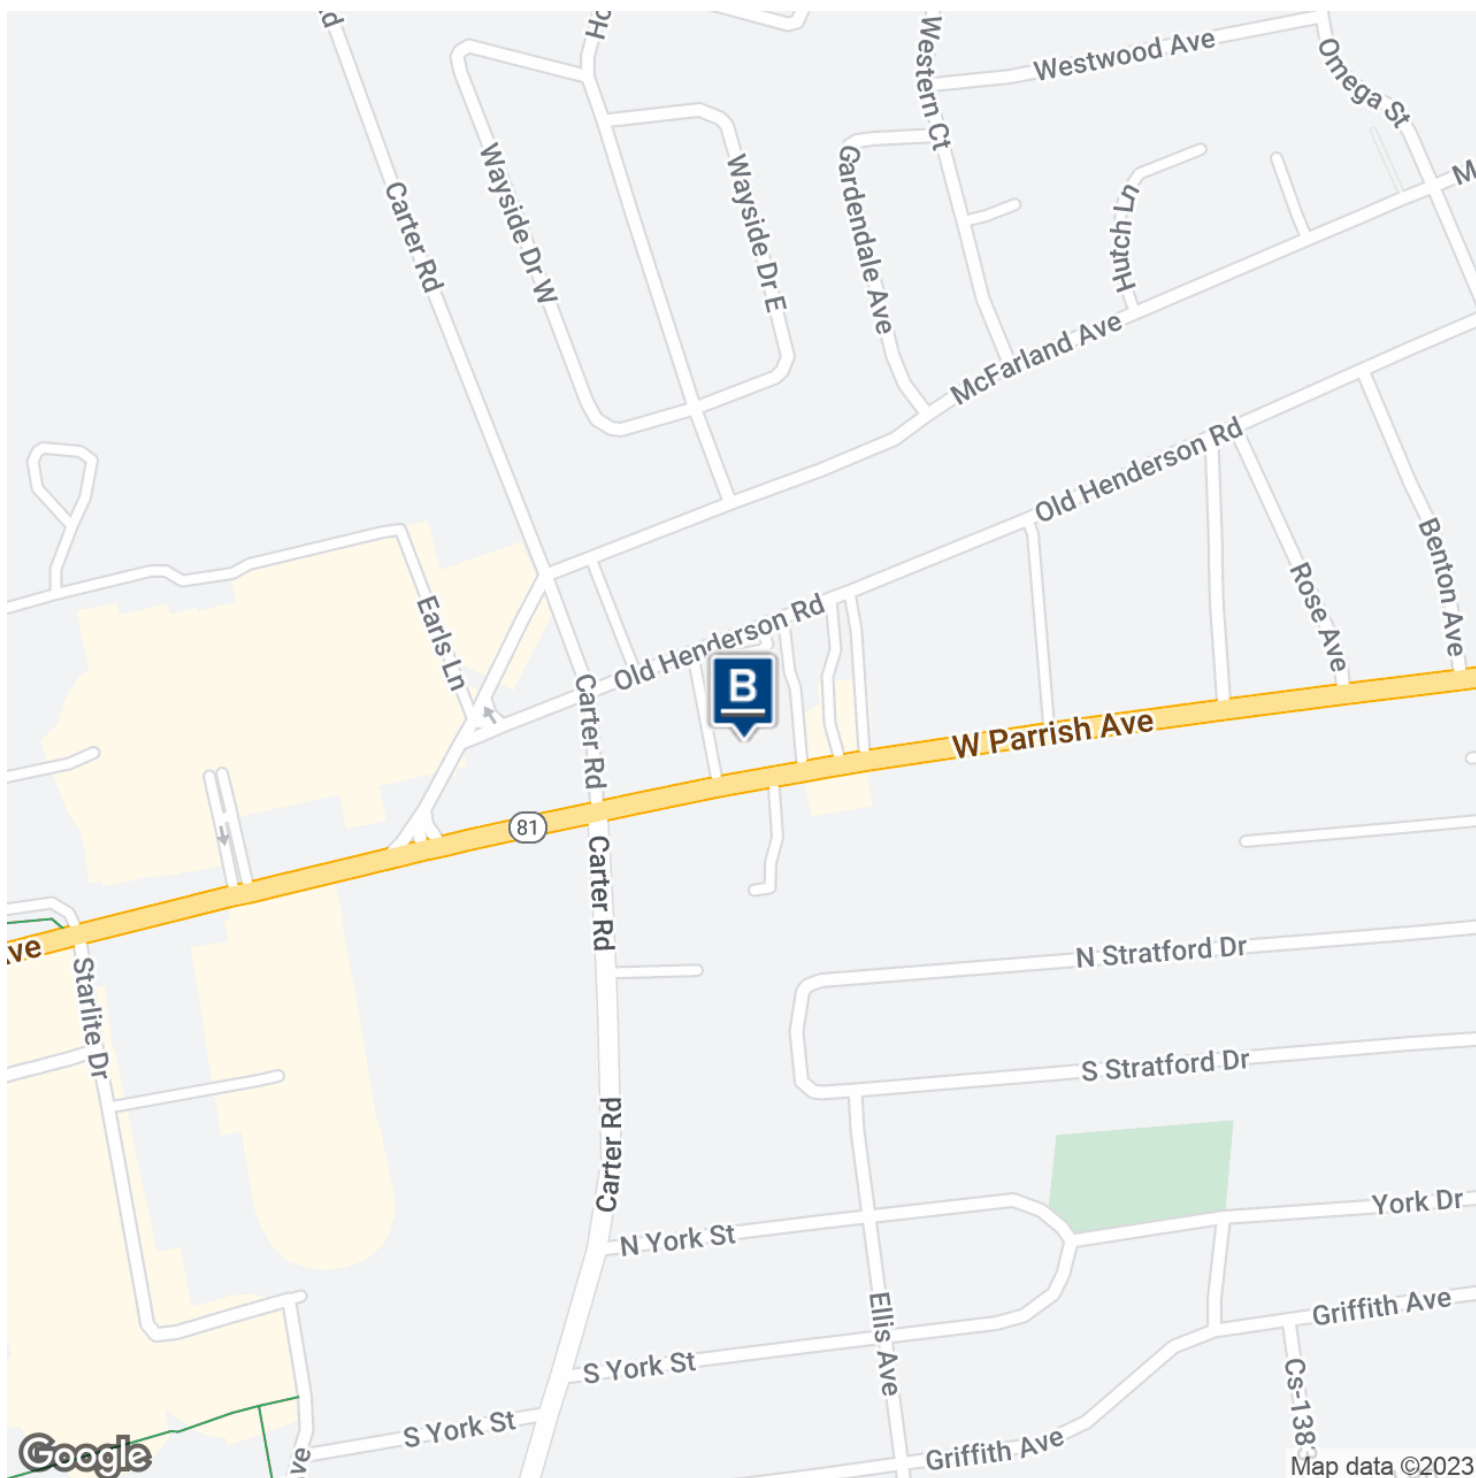 Westwood Ave
Western Ct
Omega St
Wayside Dr W
Wayside Dr E
Gardendale Ave
Carter Rd
Hutch Ln
McFarland Ave
Old Henderson Rd
Benton Ave
Rose Ave
Earls Ln
Old Henderson Rd
B
Carter Rd
W Parrish Ave
81
Carter Rd
Starlite Dr
N Stratford Dr
S Stratford Dr
Carter Rd
York Dr
N York St
Ellis Ave
Griffith Ave
S York St
Cs-1383
S York St
Griffith Ave
Google
Map data ©2023